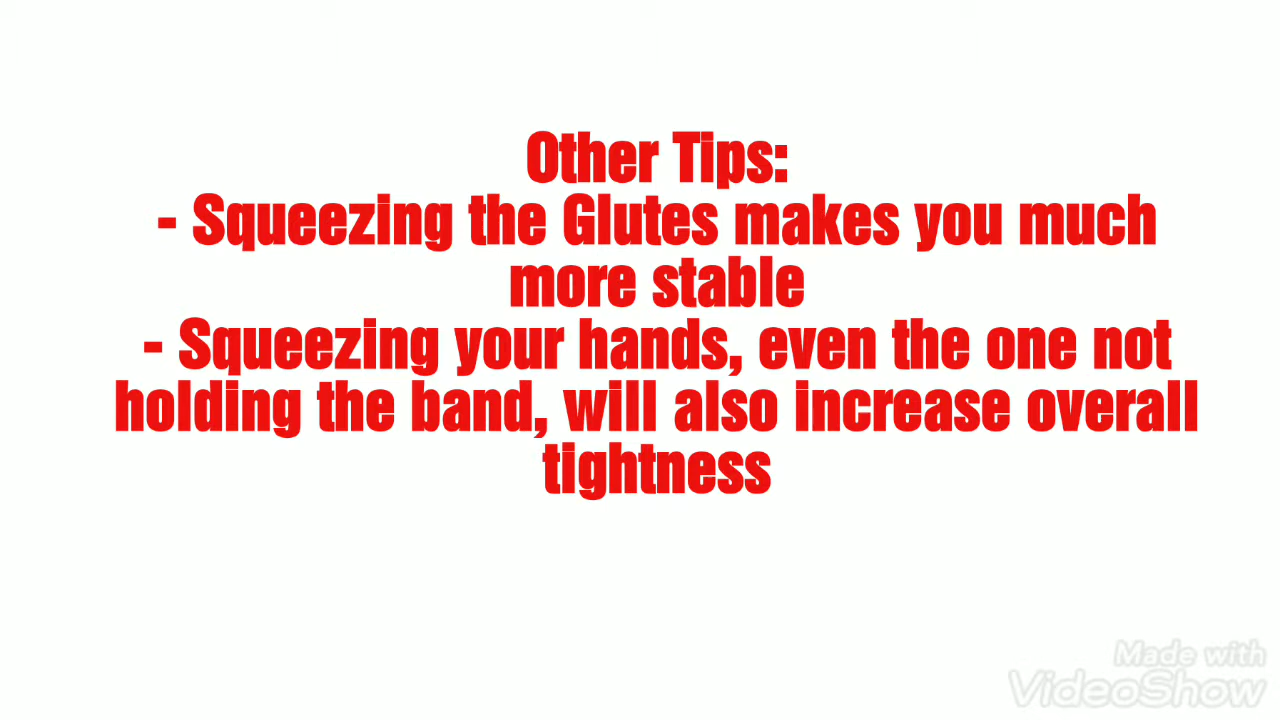 Other Tips:
- Squeezing the Glutes makes you much
more stable
- Squeezing your hands, even the one not
holding the band, will also increase overall
tightness
Made with
VideoShow